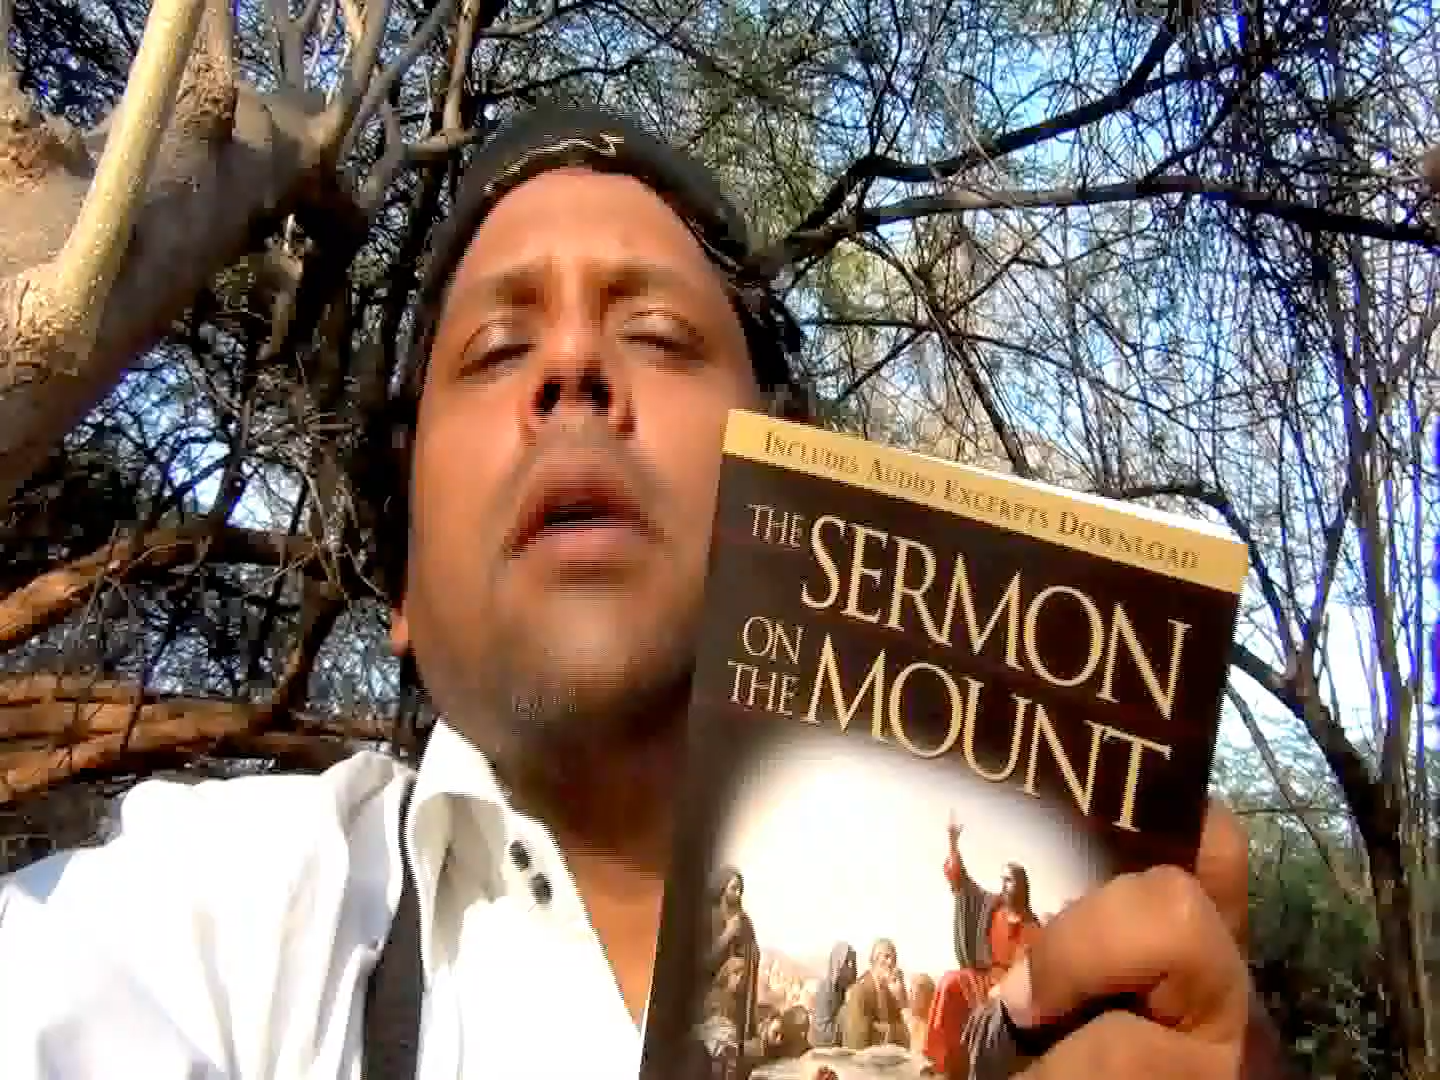 INCLUDES AUDIO EXCERPTS DOWNLOAD
THE SERMON
ON
THE MOUNT